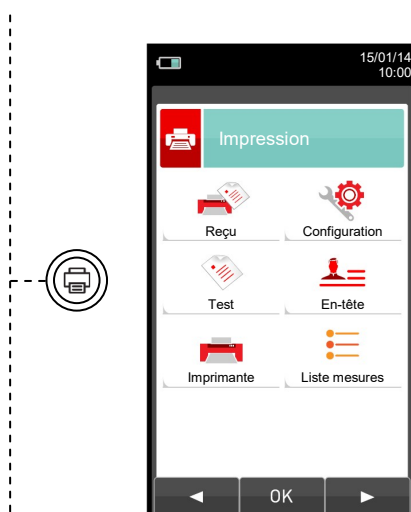 15/01/14
10:00
Impression
Reçu
Configuration
Test
En-tête
Imprimante
Liste mesures
OK